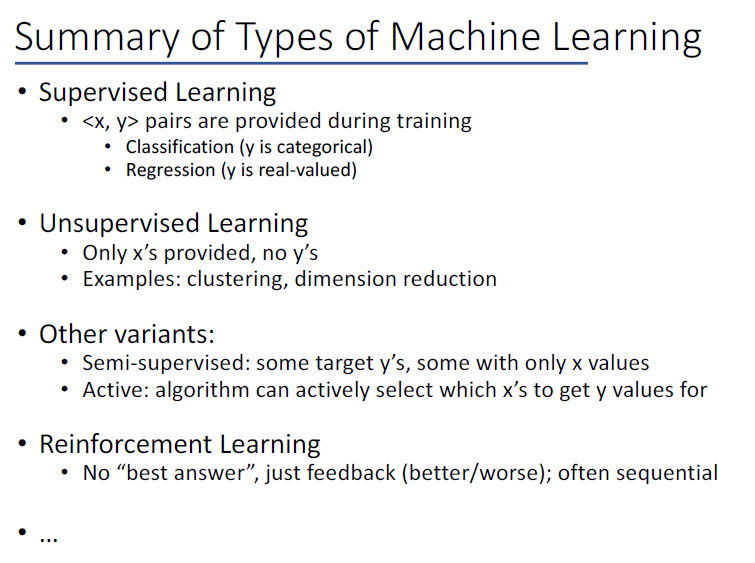 Summary of Types of Machine Learning
• Supervised Learning
• <x, y> pairs are provided during training
• Classification (y is categorical)
• Regression (y is real-valued)
• Unsupervised Learning
• Only x’s provided, no y’s
• Examples: clustering, dimension reduction
• Other variants:
• Semi-supervised: some target y’s, some with only x values
• Active: algorithm can actively select which x’s to get y values for
• Reinforcement Learning
• No “best answer”, just feedback (better/worse); often sequential
• …